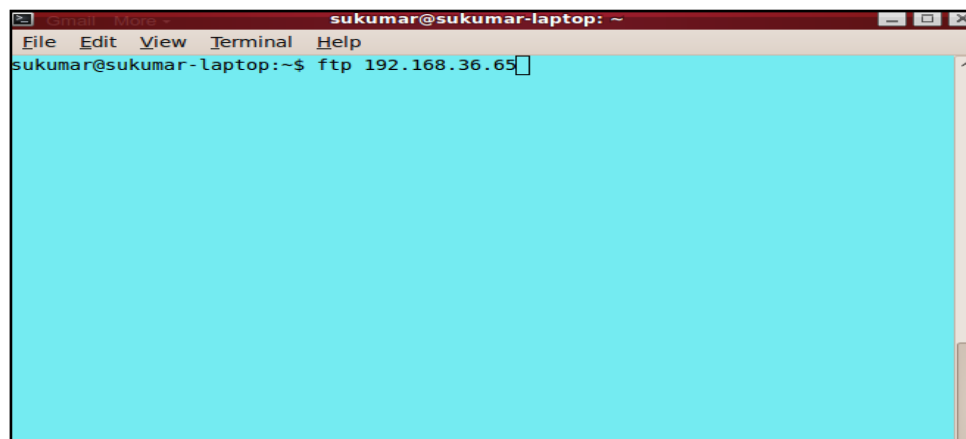 Gmail More
sukumar@sukumar-laptop: ~
File Edit View Terminal Help
sukumar@sukumar-laptop:~$ ftp 192.168.36.65